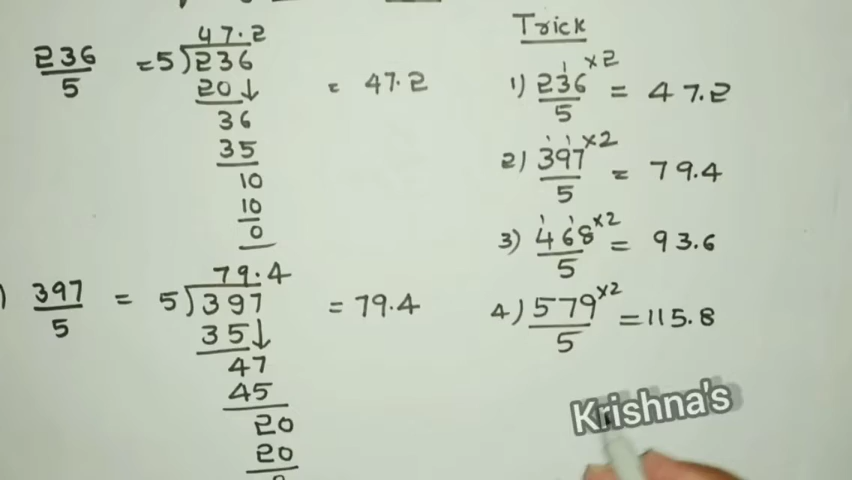 236/5 = 5)236 47.2 = 47.2
20↓
36
35
10
10
0
397/5 = 5)397 79.4 = 79.4
35↓
47
45
20
20
Trick
1) 236/5 ×2 = 47.2
2) 397/5 ×2 = 79.4
3) 468/5 ×2 = 93.6
4) 579/5 ×2 = 115.8
Krishna's